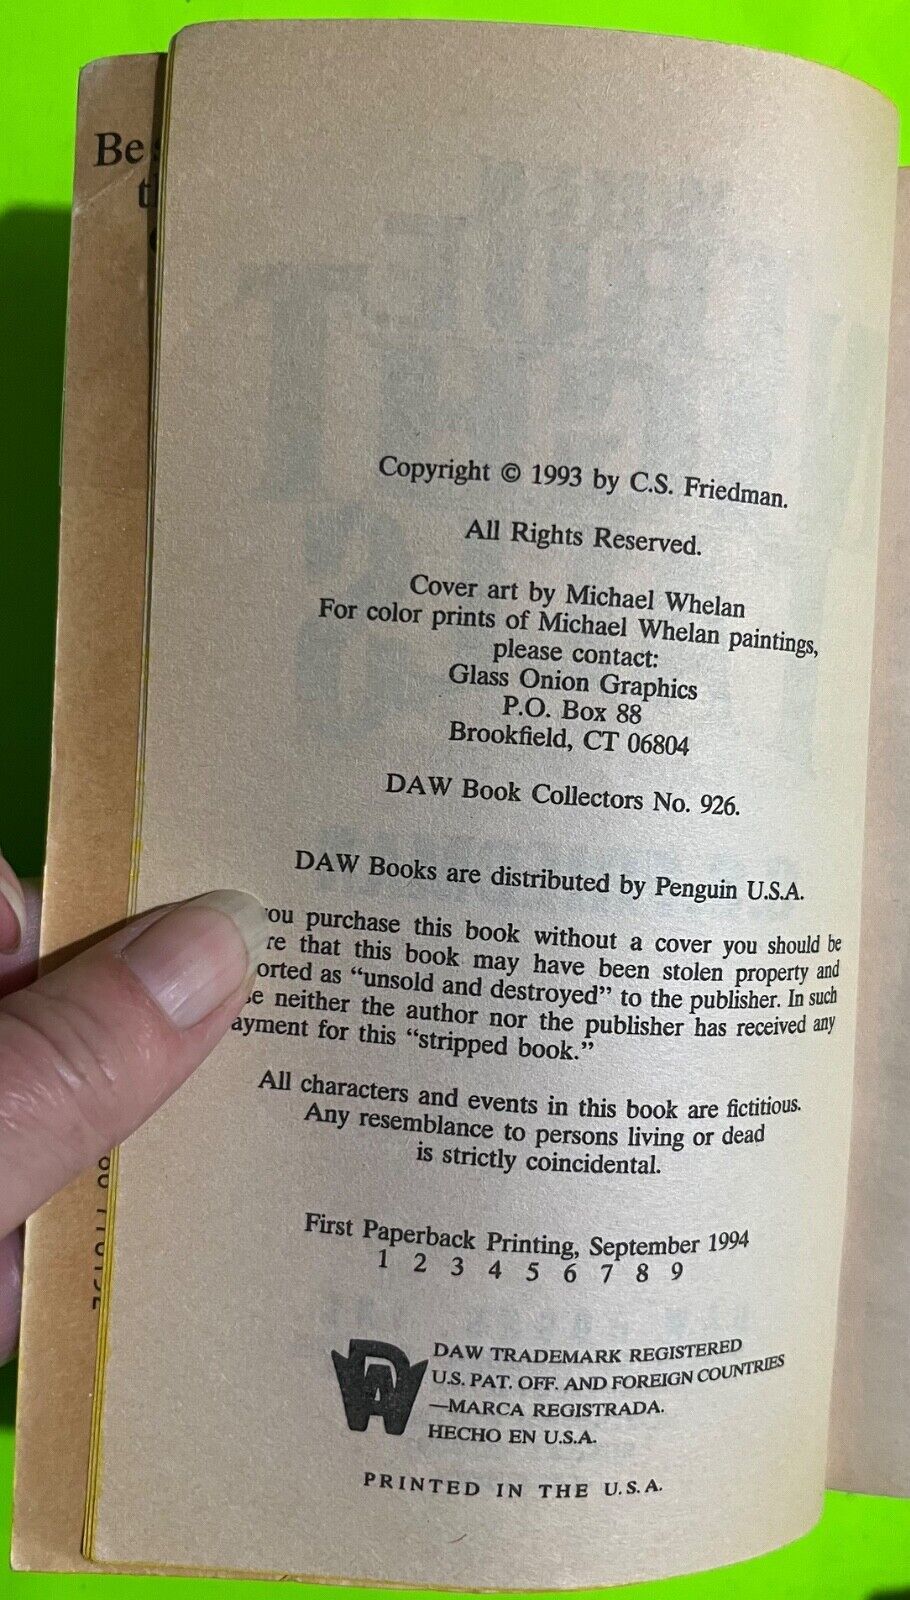 Be
Copyright © 1993 by C.S. Friedman.
All Rights Reserved.
Cover art by Michael Whelan
For color prints of Michael Whelan paintings,
please contact:
Glass Onion Graphics
P.O. Box 88
Brookfield, CT 06804
DAW Book Collectors No. 926.
DAW Books are distributed by Penguin U.S.A.
you purchase this book without a cover you should be
re that this book may have been stolen property and
orted as “unsold and destroyed” to the publisher. In such
e neither the author nor the publisher has received any
ayment for this “stripped book.”
All characters and events in this book are fictitious.
Any resemblance to persons living or dead
is strictly coincidental.
First Paperback Printing, September 1994
1 2 3 4 5 6 7 8 9
DAW
DAW TRADEMARK REGISTERED
U.S. PAT. OFF. AND FOREIGN COUNTRIES
—MARCA REGISTRADA.
HECHO EN U.S.A.
PRINTED IN THE U.S.A.